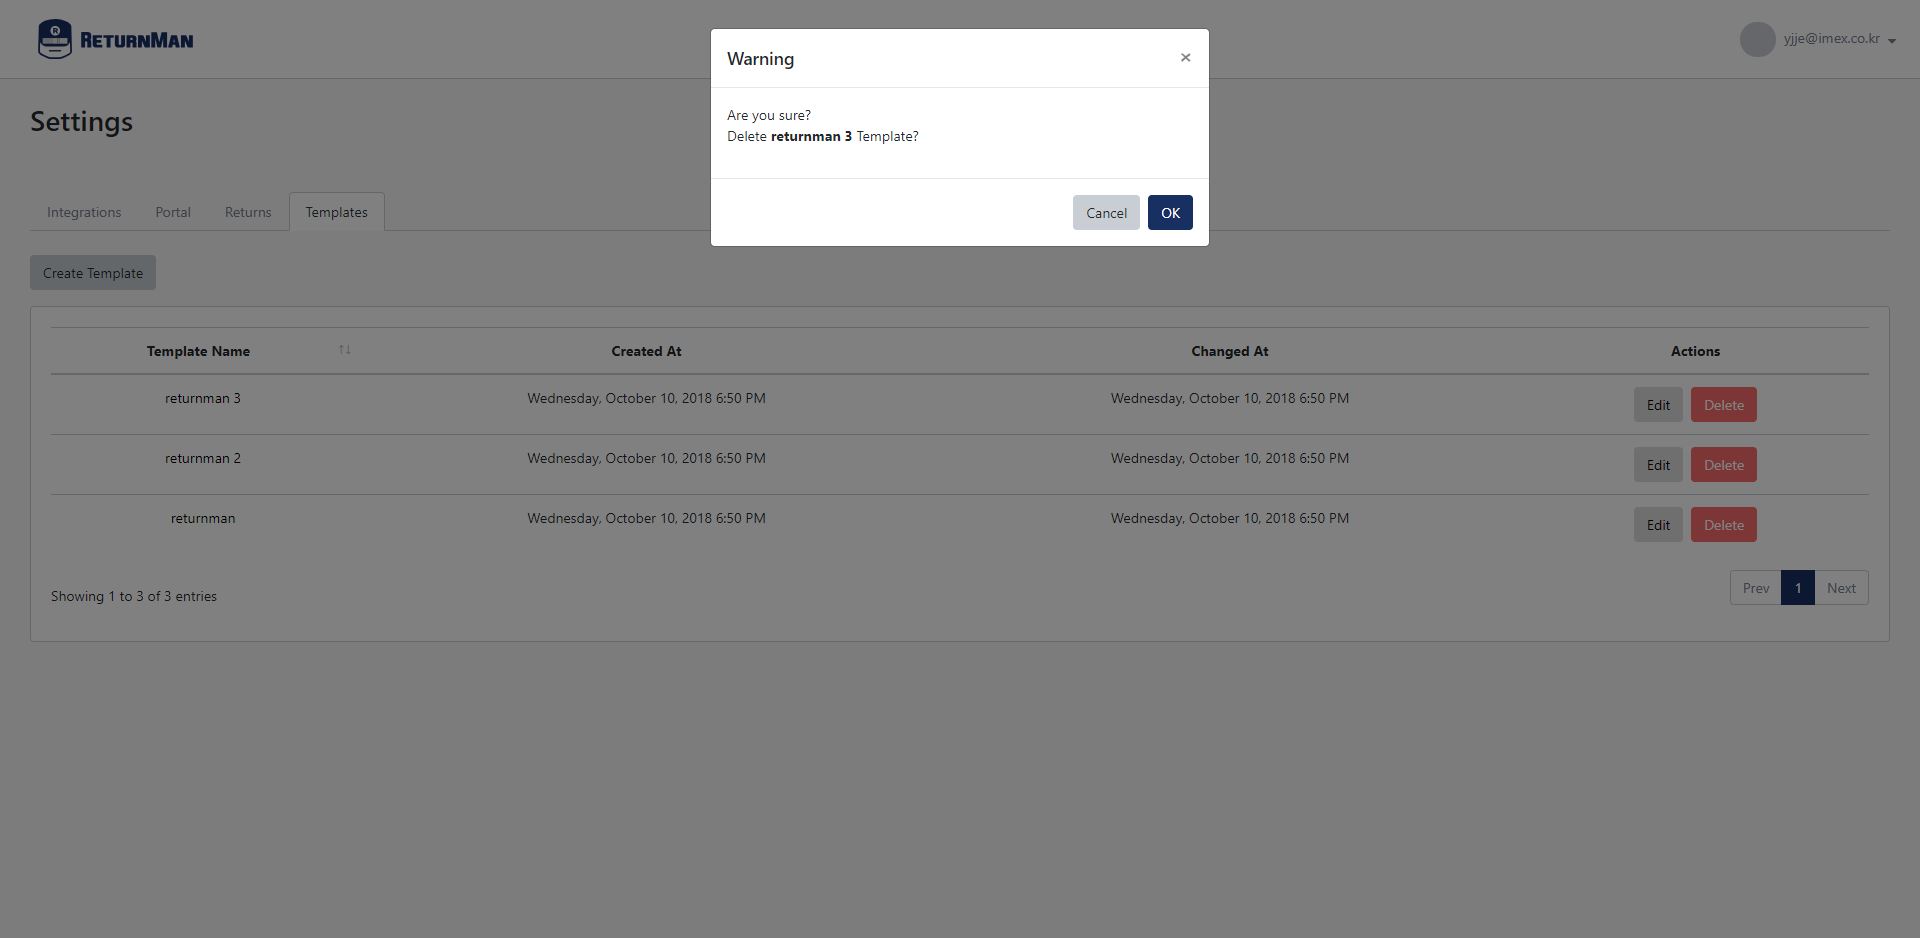 RETURNMAN
yjje@imex.co.kr
Warning
×
Are you sure?
Delete returnman 3 Template?
Cancel OK
Settings
Integrations Portal Returns Templates
Create Template
Template Name ↑↓ Created At Changed At Actions
returnman 3 Wednesday, October 10, 2018 6:50 PM Wednesday, October 10, 2018 6:50 PM Edit Delete
returnman 2 Wednesday, October 10, 2018 6:50 PM Wednesday, October 10, 2018 6:50 PM Edit Delete
returnman Wednesday, October 10, 2018 6:50 PM Wednesday, October 10, 2018 6:50 PM Edit Delete
Showing 1 to 3 of 3 entries Prev 1 Next